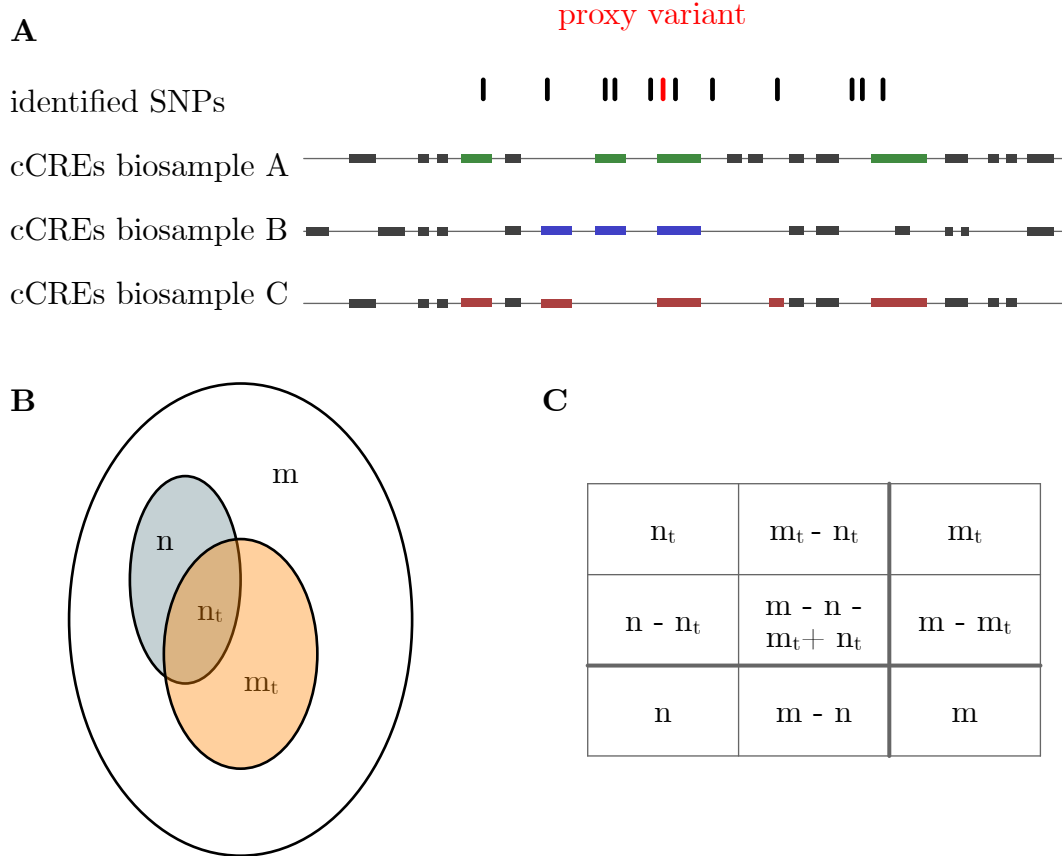 proxy variant
A
identified SNPs
cCREs biosample A
cCREs biosample B
cCREs biosample C
B
m
n
nₜ
mₜ
C
nₜ
mₜ - nₜ
mₜ
n - nₜ
m - n -
mₜ+ nₜ
m - mₜ
n
m - n
m